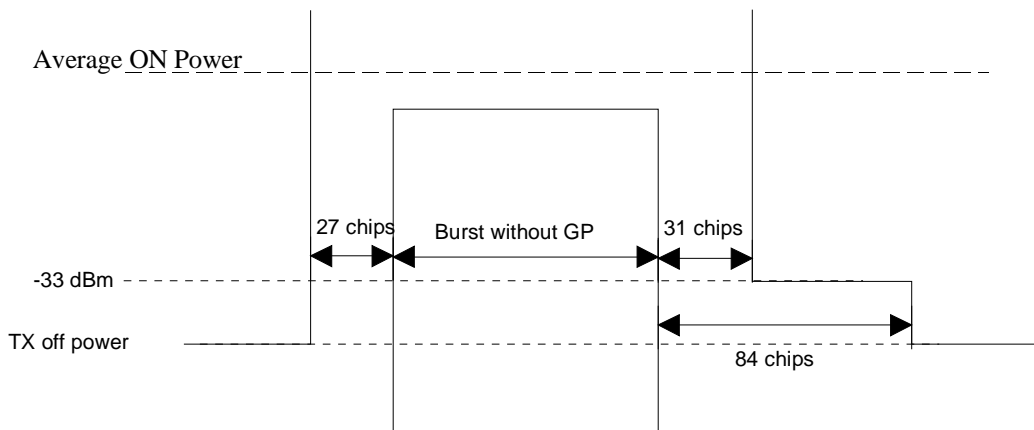 Average ON Power
27 chips
Burst without GP
31 chips
-33 dBm
TX off power
84 chips